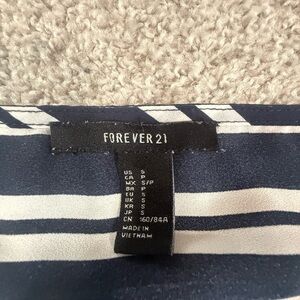 FOREVER 21
US S
CA P
MX S/P
BR P
EU S
UK S
KR S
JP S
CN 160/84A
MADE IN
VIETNAM